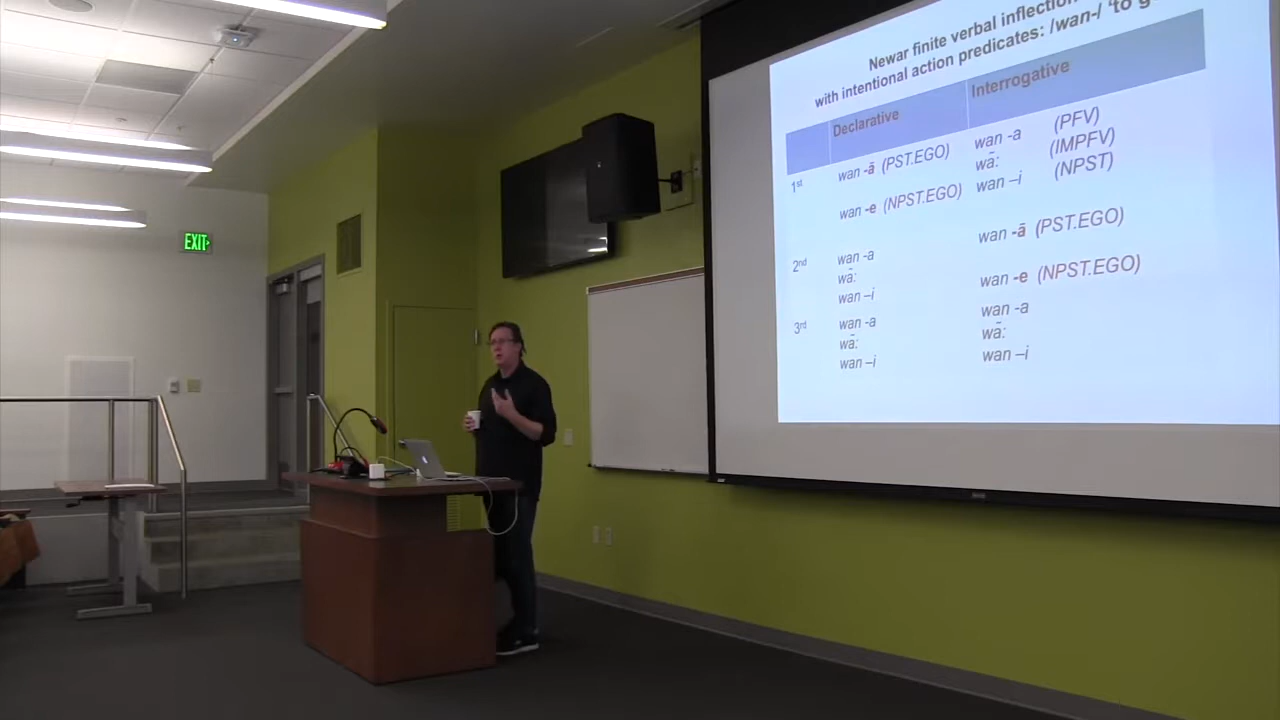 EXIT
Newar finite verbal inflection
with intentional action predicates: /wan-/ 'to
Declarative Interrogative
1st wan -ā (PST.EGO) wan -a (PFV)
wā̃: (IMPFV)
wan -e (NPST.EGO) wan –i (NPST)
wan -ā (PST.EGO)
2nd wan -a
wā̃: wan -e (NPST.EGO)
wan –i
3rd wan -a wan -a
wā̃: wā̃:
wan –i wan –i